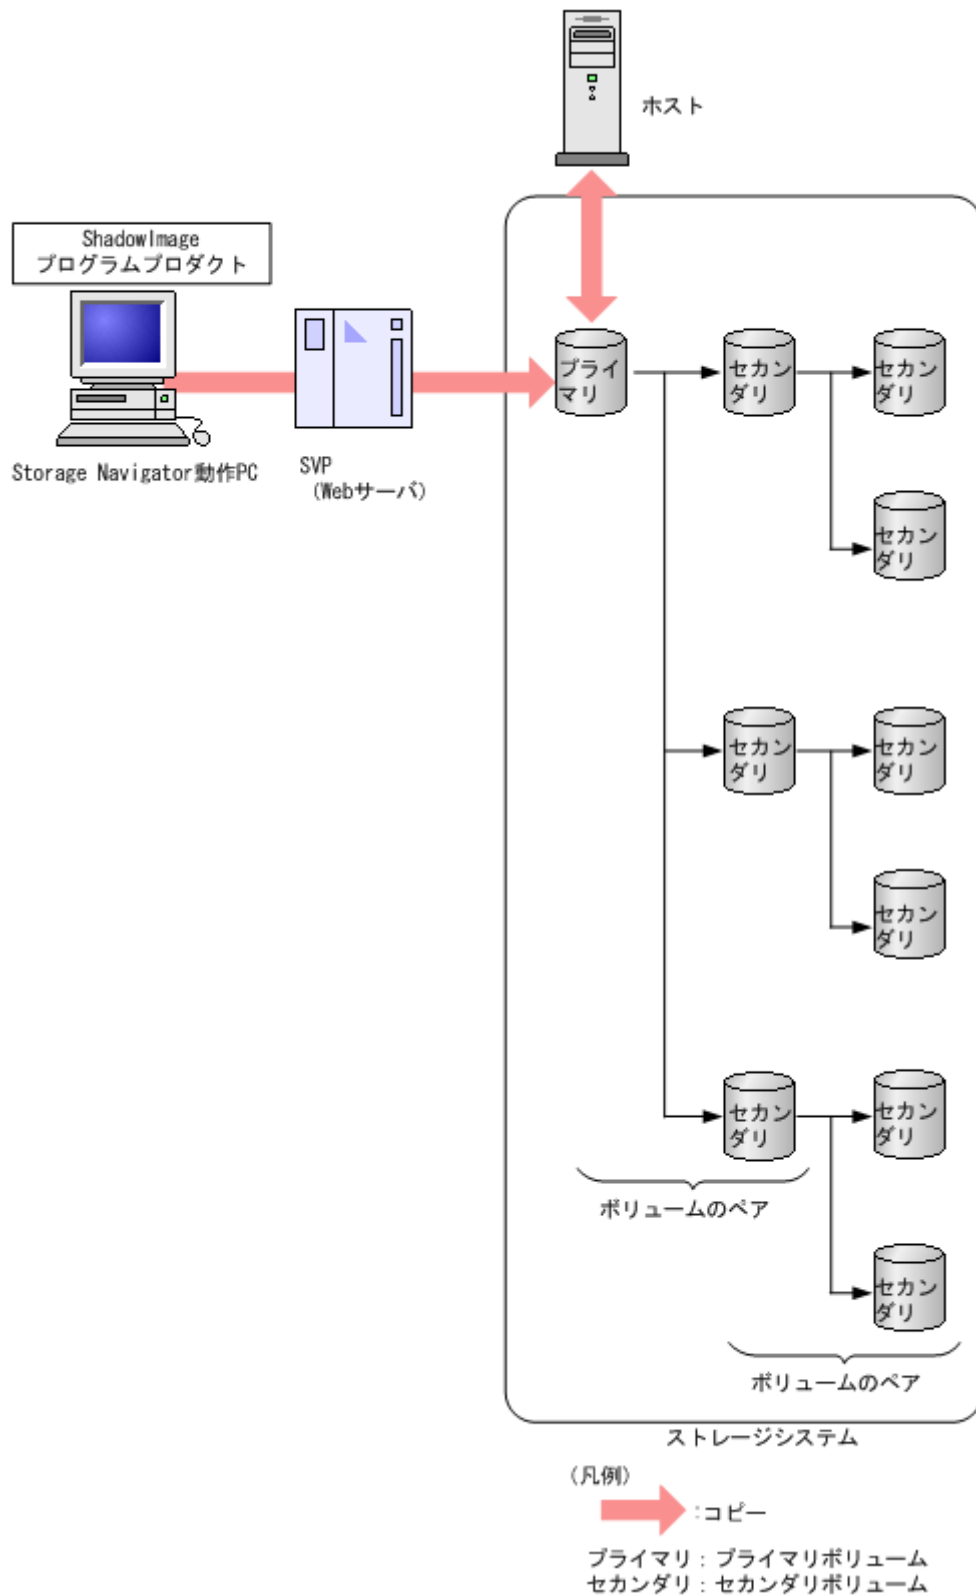 ホスト
ShadowImage
プログラムプロダクト
Storage Navigator動作PC
SVP
(Webサーバ)
プライ
マリ
セカン
ダリ
セカン
ダリ
セカン
ダリ
セカン
ダリ
セカン
ダリ
セカン
ダリ
セカン
ダリ
セカン
ダリ
ボリュームのペア
セカン
ダリ
ボリュームのペア
ストレージシステム
(凡例)
:コピー
プライマリ:プライマリボリューム
セカンダリ:セカンダリボリューム